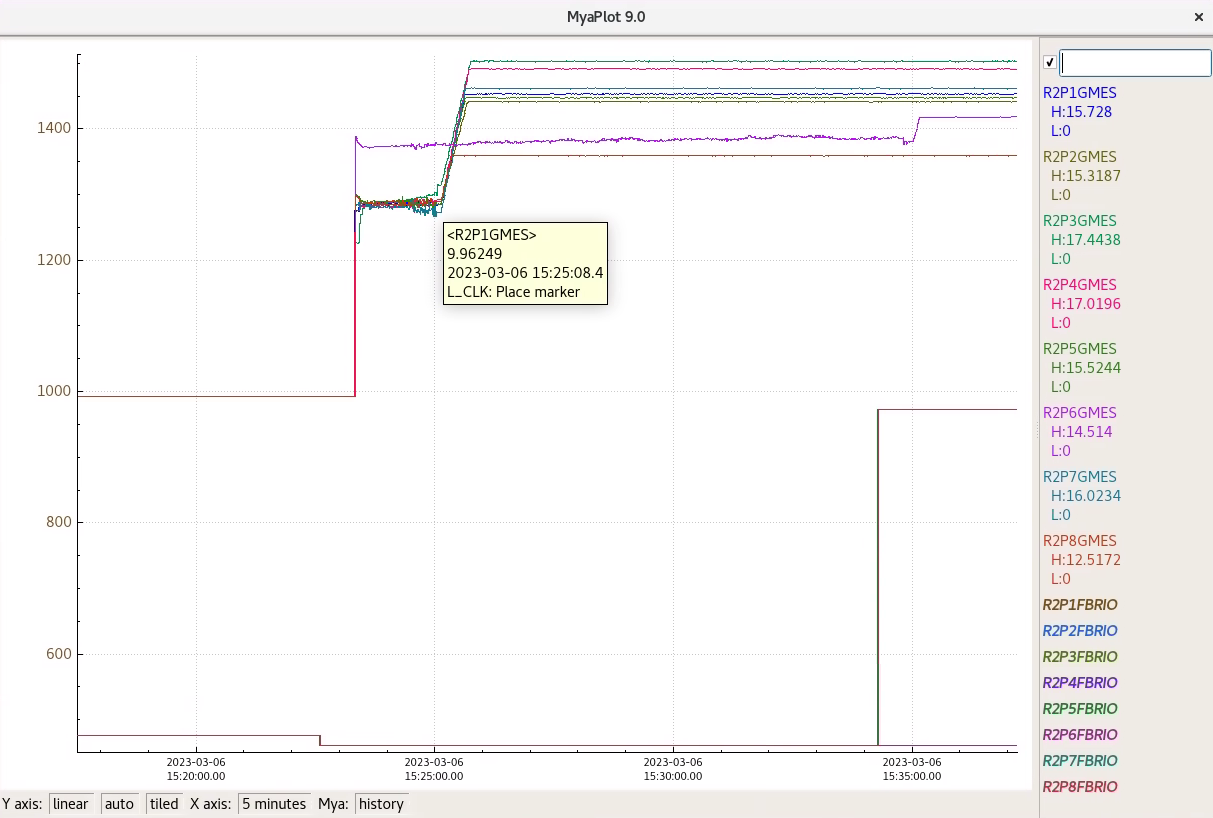 MyaPlot 9.0
×
1400
1200
1000
800
600
<R2P1GMES>
9.96249
2023-03-06 15:25:08.4
L_CLK: Place marker
2023-03-06
15:20:00.00
2023-03-06
15:25:00.00
2023-03-06
15:30:00.00
2023-03-06
15:35:00.00
R2P1GMES
H:15.728
L:0
R2P2GMES
H:15.3187
L:0
R2P3GMES
H:17.4438
L:0
R2P4GMES
H:17.0196
L:0
R2P5GMES
H:15.5244
L:0
R2P6GMES
H:14.514
L:0
R2P7GMES
H:16.0234
L:0
R2P8GMES
H:12.5172
L:0
R2P1FBRIO
R2P2FBRIO
R2P3FBRIO
R2P4FBRIO
R2P5FBRIO
R2P6FBRIO
R2P7FBRIO
R2P8FBRIO
Y axis: linear auto tiled X axis: 5 minutes Mya: history